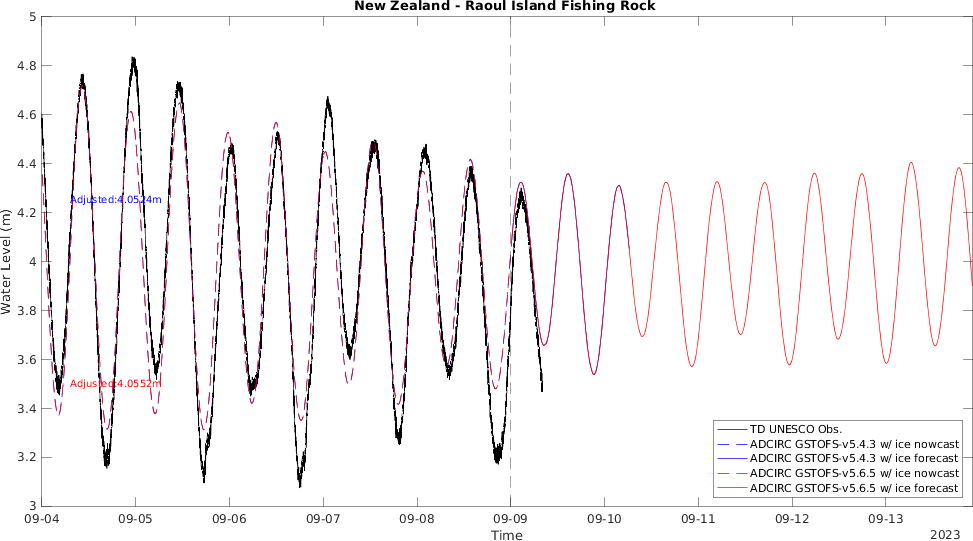 New Zealand - Raoul Island Fishing Rock
Water Level (m)
5
4.8
4.6
4.4
4.2
4
3.8
3.6
3.4
3.2
3
Adjusted:4.0524m
Adjusted:4.0552m
TD UNESCO Obs.
ADCIRC GSTOFS-v5.4.3 w/ ice nowcast
ADCIRC GSTOFS-v5.4.3 w/ ice forecast
ADCIRC GSTOFS-v5.6.5 w/ ice nowcast
ADCIRC GSTOFS-v5.6.5 w/ ice forecast
09-04 09-05 09-06 09-07 09-08 09-09 09-10 09-11 09-12 09-13
Time
2023